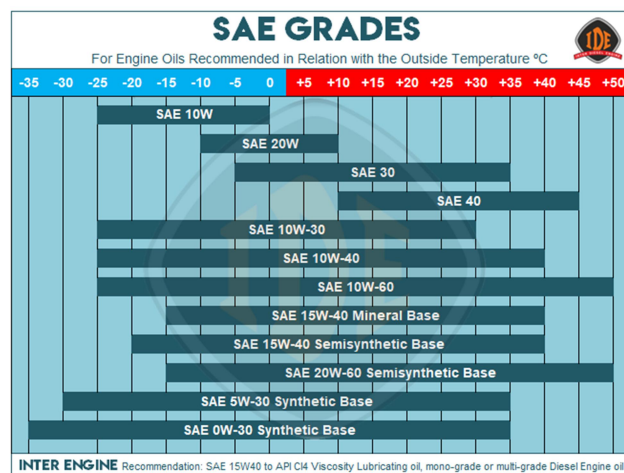 SAE GRADES
IDE
For Engine Oils Recommended in Relation with the Outside Temperature ºC
-35 -30 -25 -20 -15 -10 -5 0 +5 +10 +15 +20 +25 +30 +35 +40 +45 +50
SAE 10W
SAE 20W
SAE 30
SAE 40
SAE 10W-30
SAE 10W-40
SAE 10W-60
SAE 15W-40 Mineral Base
SAE 15W-40 Semisynthetic Base
SAE 20W-60 Semisynthetic Base
SAE 5W-30 Synthetic Base
SAE 0W-30 Synthetic Base
IDE
INTER ENGINE Recommendation: SAE 15W40 to API CI4 Viscosity Lubricating oil, mono-grade or multi-grade Diesel Engine oil